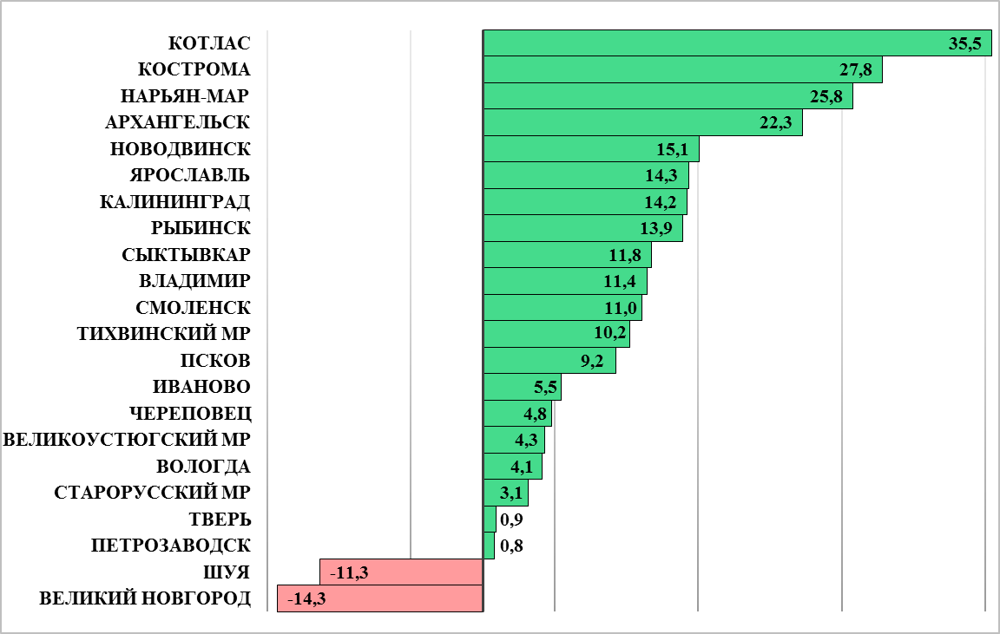 КОТЛАС 35,5
КОСТРОМА 27,8
НАРЬЯН-МАР 25,8
АРХАНГЕЛЬСК 22,3
НОВОДВИНСК 15,1
ЯРОСЛАВЛЬ 14,3
КАЛИНИНГРАД 14,2
РЫБИНСК 13,9
СЫКТЫВКАР 11,8
ВЛАДИМИР 11,4
СМОЛЕНСК 11,0
ТИХВИНСКИЙ МР 10,2
ПСКОВ 9,2
ИВАНОВО 5,5
ЧЕРЕПОВЕЦ 4,8
ВЕЛИКОУСТЮГСКИЙ МР 4,3
ВОЛОГДА 4,1
СТАРОРУССКИЙ МР 3,1
ТВЕРЬ 0,9
ПЕТРОЗАВОДСК 0,8
ШУЯ -11,3
ВЕЛИКИЙ НОВГОРОД -14,3